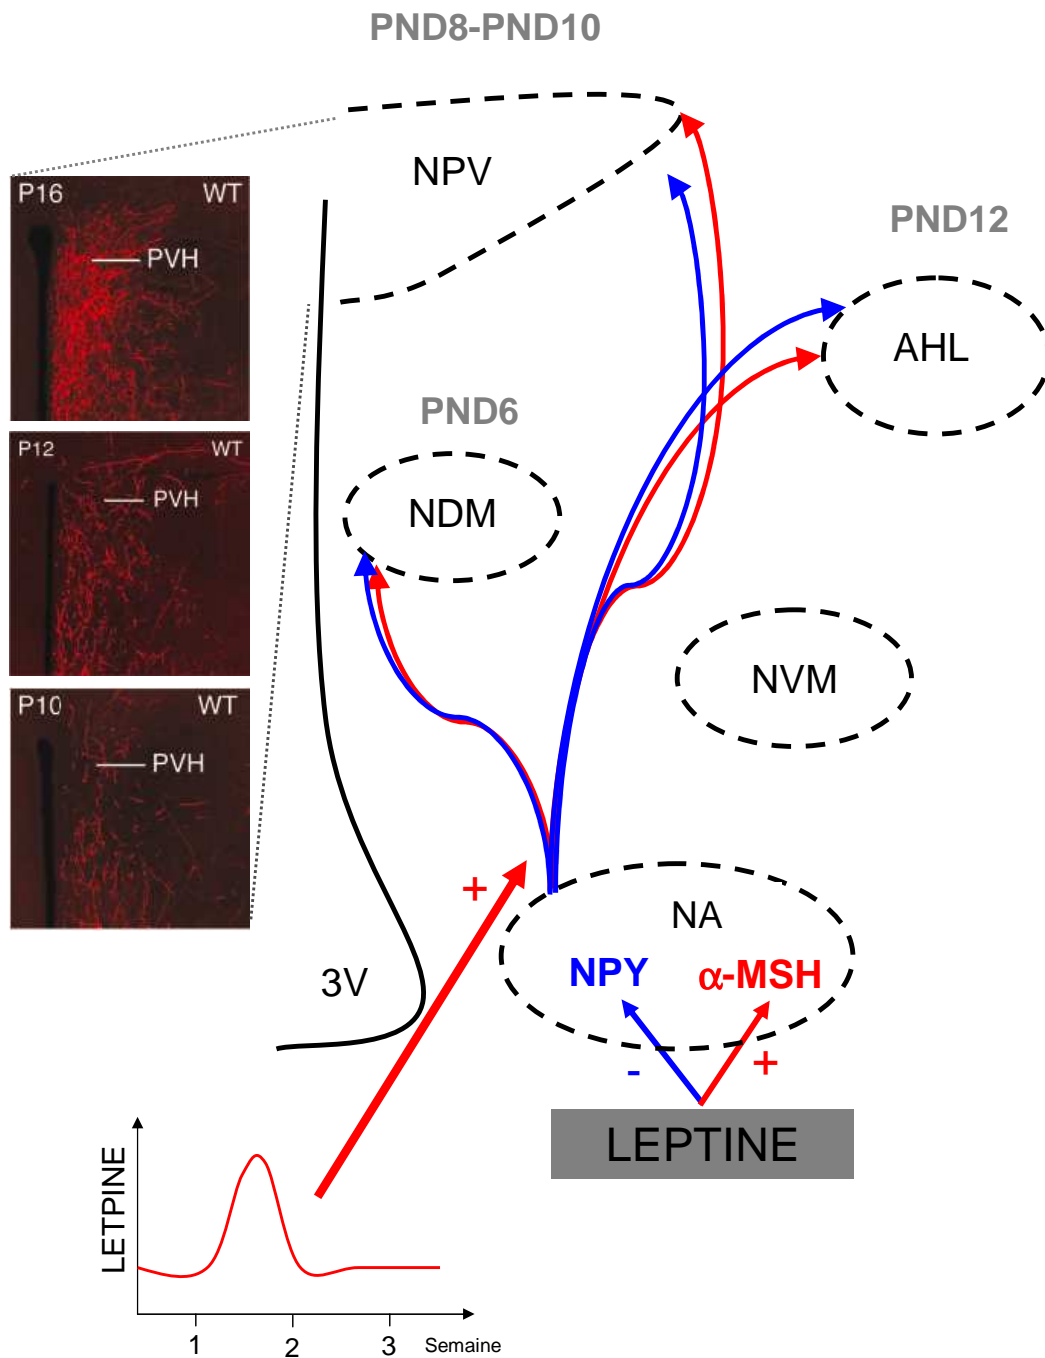 PND8-PND10
NPV
P16 WT
PVH
PND12
AHL
PND6
NDM
P12 WT
PVH
NVM
P10 WT
PVH
+
NA
NPY α-MSH
3V
- +
LEPTINE
LETPINE
1 2 3 Semaine